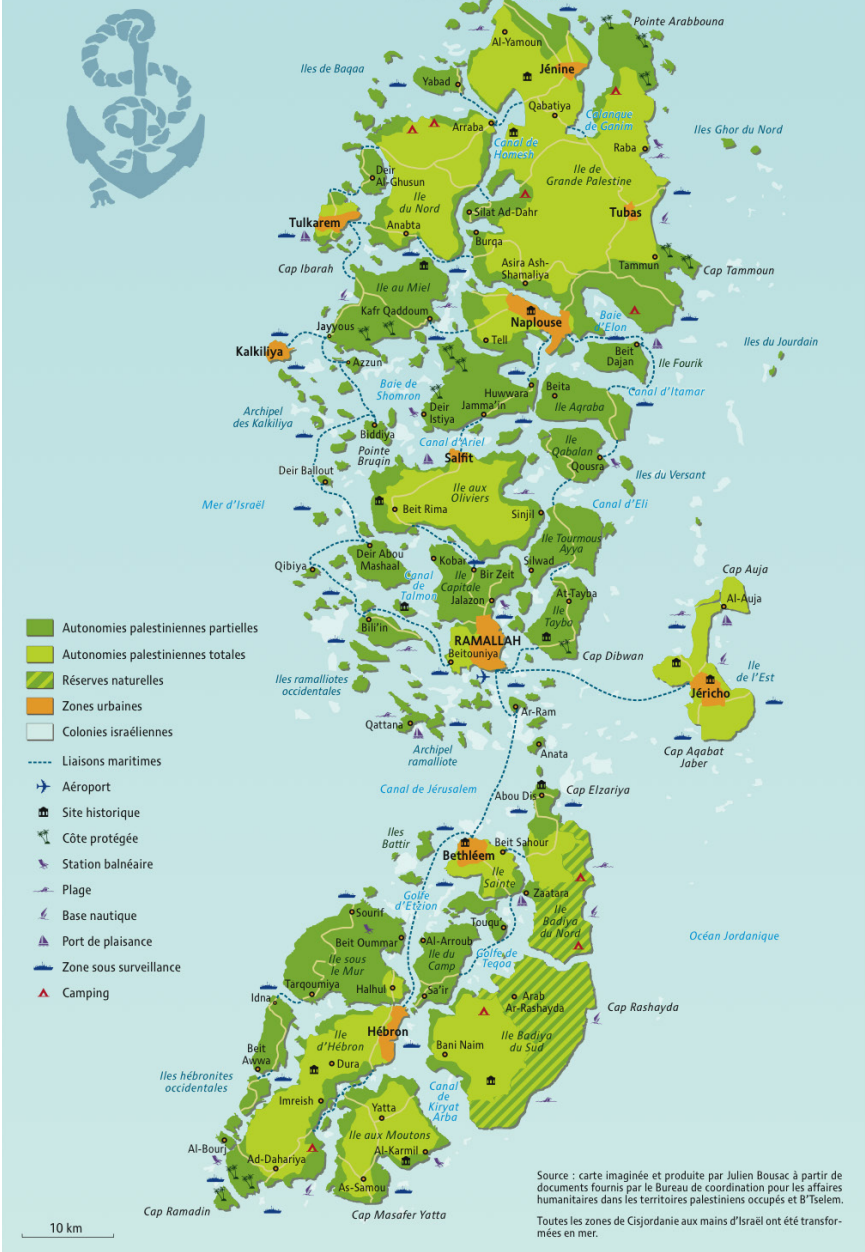 Pointe Arabbouna
Al-Yamoun
Iles de Baqaa
Jénine
Yabad
Qabatiya
Calanque
de Ganim
Arraba
Canal de
Homesh
Iles Ghor du Nord
Raba
Deir
Al-Ghusun
Ile de
Grande Palestine
Ile
du Nord
Silat Ad-Dahr
Tubas
Tulkarem
Anabta
Burqa
Cap Ibarah
Asira Ash-
Shamaliya
Tammun
Cap Tammoun
Ile au Miel
Kafr Qaddoum
Naplouse
Baie
d'Elon
Jayyous
Tell
Beit
Dajan
Iles du Jourdain
Kalkiliya
Azzun
Ile Fourik
Baie de
Shomron
Huwwara
Beita
Canal d'Itamar
Archipel
des Kalkiliya
Deir
Istiya
Jamma'in
Ile Aqraba
Biddiya
Pointe
Bruqin
Canal d'Ariel
Salfit
Ile
Qabalan
Qousra
Deir Ballout
Iles du Versant
Ile aux
Oliviers
Mer d'Israël
Beit Rima
Sinjil
Canal d'Eli
Ile Tourmous
Ayya
Deir Abou
Mashaal
Kobar
Silwad
Qibiya
Canal
de
Talmon
Ile
Capitale
Bir Zeit
Cap Auja
Jalazon
At-Tayba
Al-Auja
Ile
Tayba
Bili'in
RAMALLAH
Beitouniya
Cap Dibwan
Ile
de l'Est
Iles ramalliotes
occidentales
Jéricho
Ar-Ram
Qattana
Archipel
ramalliote
Anata
Cap Aqabat
Jaber
Canal de Jérusalem
Abou Dis
Cap Elzariya
Iles
Battir
Bethléem
Beit Sahour
Ile
Sainte
Zaatara
Golfe
d'Etzion
Ile
Badiya
du Nord
Sourif
Touqu'
Beit Oummar
Al-Arroub
Golfe de
Teqoa
Océan Jordanique
Ile sous
le Mur
Ile du
Camp
Tarqoumiya
Halhul
Sa'ir
Idna
Arab
Ar-Rashayda
Cap Rashayda
Hébron
Ile
d'Hébron
Ile Badiya
du Sud
Beit
Awwa
Bani Naim
Dura
Iles hébronites
occidentales
Canal
de
Kiryat
Arba
Imreish
Yatta
Ile aux Moutons
Al-Bourj
Al-Karmil
Ad-Dahariya
As-Samou
Cap Ramadin
Cap Masafer Yatta
Autonomies palestiniennes partielles
Autonomies palestiniennes totales
Réserves naturelles
Zones urbaines
Colonies israéliennes
Liaisons maritimes
Aéroport
Site historique
Côte protégée
Station balnéaire
Plage
Base nautique
Port de plaisance
Zone sous surveillance
Camping
10 km
Source : carte imaginée et produite par Julien Bousac à partir de
documents fournis par le Bureau de coordination pour les affaires
humanitaires dans les territoires palestiniens occupés et B'Tselem.
Toutes les zones de Cisjordanie aux mains d'Israël ont été transfor-
mées en mer.